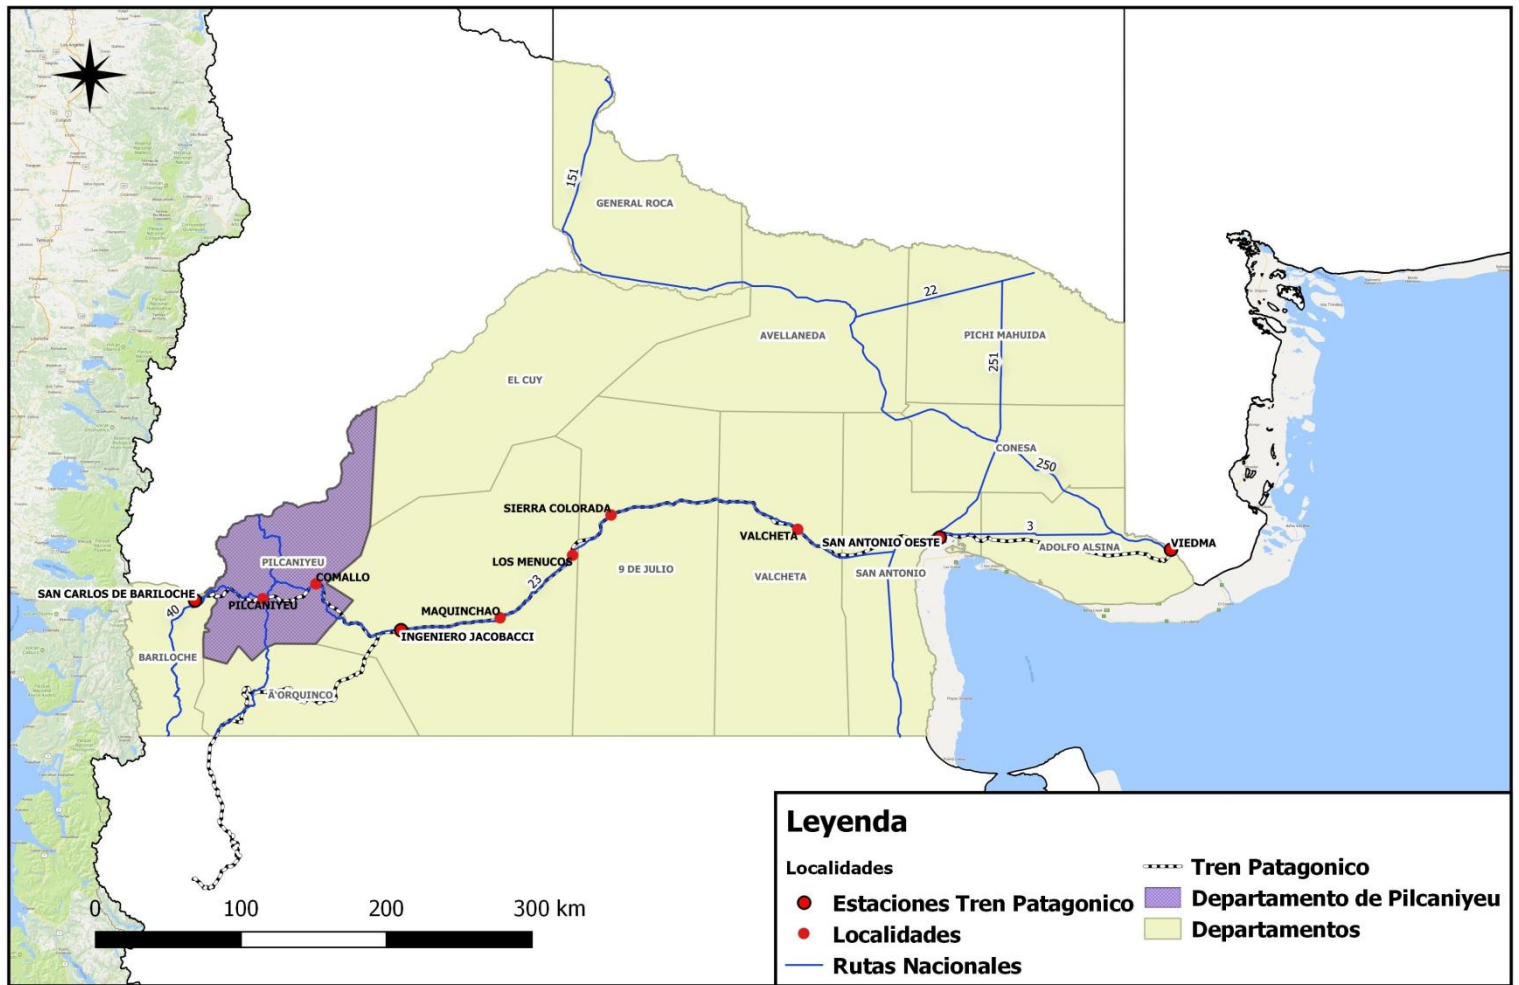 151
GENERAL ROCA
22
AVELLANEDA
PICHI MAHUIDA
251
EL CUY
CONESA
250
SIERRA COLORADA
VALCHETA
SAN ANTONIO OESTE
3
ADOLFO ALSINA
VIEDMA
LOS MENUCOS
9 DE JULIO
VALCHETA
SAN ANTONIO
PILCANIYEU
COMALLO
23
SAN CARLOS DE BARILOCHE
PILCANIYEU
40
MAQUINCHAO
INGENIERO JACOBACCI
BARILOCHE
ÃORQUINCO
0 100 200 300 km
Leyenda
Localidades
Estaciones Tren Patagonico
Localidades
Rutas Nacionales
Tren Patagonico
Departamento de Pilcaniyeu
Departamentos